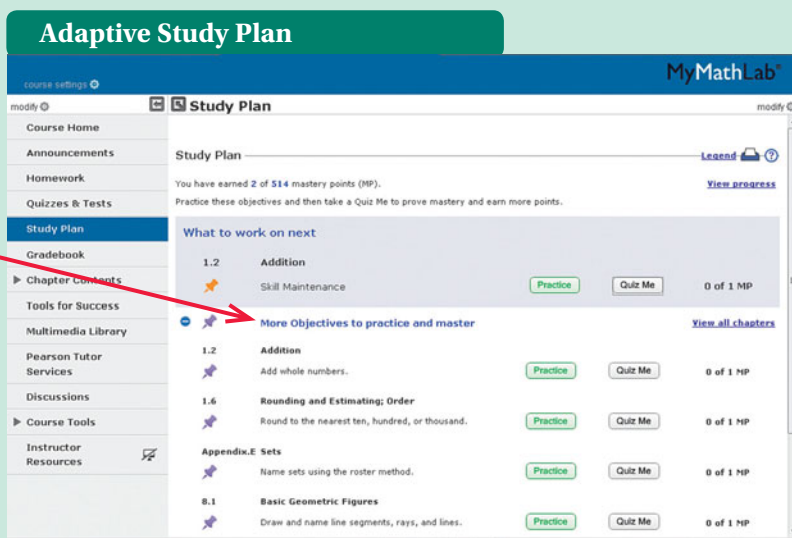 Adaptive Study Plan
MyMathLab®
course settings
modify
Study Plan
modify
Course Home
Announcements
Homework
Quizzes & Tests
Study Plan
Gradebook
Chapter Contents
Tools for Success
Multimedia Library
Pearson Tutor
Services
Discussions
Course Tools
Instructor
Resources
Study Plan
Legend
You have earned 2 of 514 mastery points (MP).
View progress
Practice these objectives and then take a Quiz Me to prove mastery and earn more points.
What to work on next
1.2 Addition
Skill Maintenance Practice Quiz Me 0 of 1 MP
More Objectives to practice and master View all chapters
1.2 Addition
Add whole numbers. Practice Quiz Me 0 of 1 MP
1.6 Rounding and Estimating; Order
Round to the nearest ten, hundred, or thousand. Practice Quiz Me 0 of 1 MP
Appendix.E Sets
Name sets using the roster method. Practice Quiz Me 0 of 1 MP
8.1 Basic Geometric Figures
Draw and name line segments, rays, and lines. Practice Quiz Me 0 of 1 MP